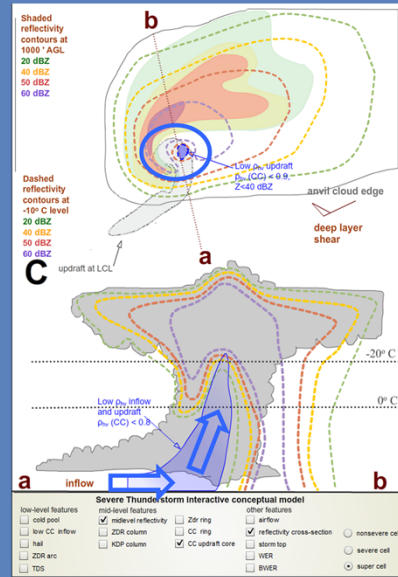 Shaded
reflectivity
contours at
1000 ' AGL
20 dBZ
40 dBZ
50 dBZ
60 dBZ
b
Low ρhv updraft
ρhv (CC) < 0.9,
Z<40 dBZ
anvil cloud edge
deep layer
shear
Dashed
reflectivity
contours at
-10° C level
20 dBZ
40 dBZ
50 dBZ
60 dBZ
updraft at LCL
a
C
-20° C
Low ρhv inflow
and updraft
ρhv (CC) < 0.8
0° C
a
inflow
b
Severe Thunderstorm Interactive conceptual model
low-level features
cold pool
low CC inflow
hail
ZDR arc
TDS
mid-level features
midlevel reflectivity
ZDR column
KDP column
Zdr ring
CC ring
CC updraft core
other features
airflow
reflectivity cross-section
storm top
WER
BWER
nonsevere cell
severe cell
super cell